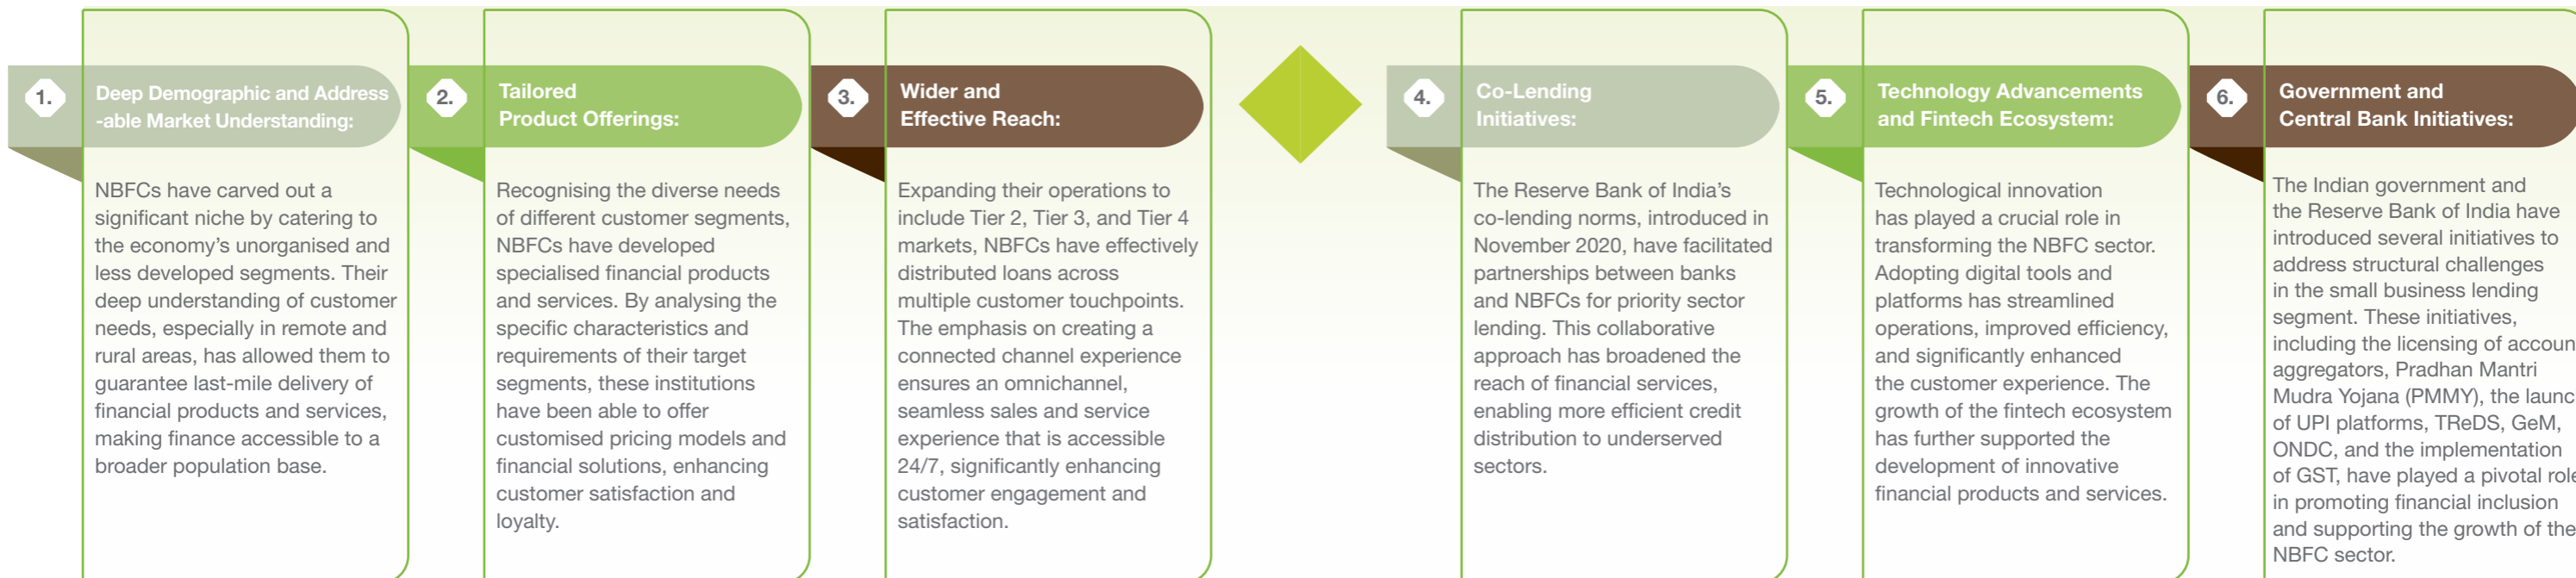 1.
Deep Demographic and Address
-able Market Understanding:
NBFCs have carved out a
significant niche by catering to
the economy’s unorganised and
less developed segments. Their
deep understanding of customer
needs, especially in remote and
rural areas, has allowed them to
guarantee last-mile delivery of
financial products and services,
making finance accessible to a
broader population base.
2.
Tailored
Product Offerings:
Recognising the diverse needs
of different customer segments,
NBFCs have developed
specialised financial products
and services. By analysing the
specific characteristics and
requirements of their target
segments, these institutions
have been able to offer
customised pricing models and
financial solutions, enhancing
customer satisfaction and
loyalty.
3.
Wider and
Effective Reach:
Expanding their operations to
include Tier 2, Tier 3, and Tier 4
markets, NBFCs have effectively
distributed loans across
multiple customer touchpoints.
The emphasis on creating a
connected channel experience
ensures an omnichannel,
seamless sales and service
experience that is accessible
24/7, significantly enhancing
customer engagement and
satisfaction.
4.
Co-Lending
Initiatives:
The Reserve Bank of India’s
co-lending norms, introduced in
November 2020, have facilitated
partnerships between banks
and NBFCs for priority sector
lending. This collaborative
approach has broadened the
reach of financial services,
enabling more efficient credit
distribution to underserved
sectors.
5.
Technology Advancements
and Fintech Ecosystem:
Technological innovation
has played a crucial role in
transforming the NBFC sector.
Adopting digital tools and
platforms has streamlined
operations, improved efficiency,
and significantly enhanced
the customer experience. The
growth of the fintech ecosystem
has further supported the
development of innovative
financial products and services.
6.
Government and
Central Bank Initiatives:
The Indian government and
the Reserve Bank of India have
introduced several initiatives to
address structural challenges
in the small business lending
segment. These initiatives,
including the licensing of accoun
aggregators, Pradhan Mantri
Mudra Yojana (PMMY), the launc
of UPI platforms, TReDS, GeM,
ONDC, and the implementation
of GST, have played a pivotal role
in promoting financial inclusion
and supporting the growth of the
NBFC sector.